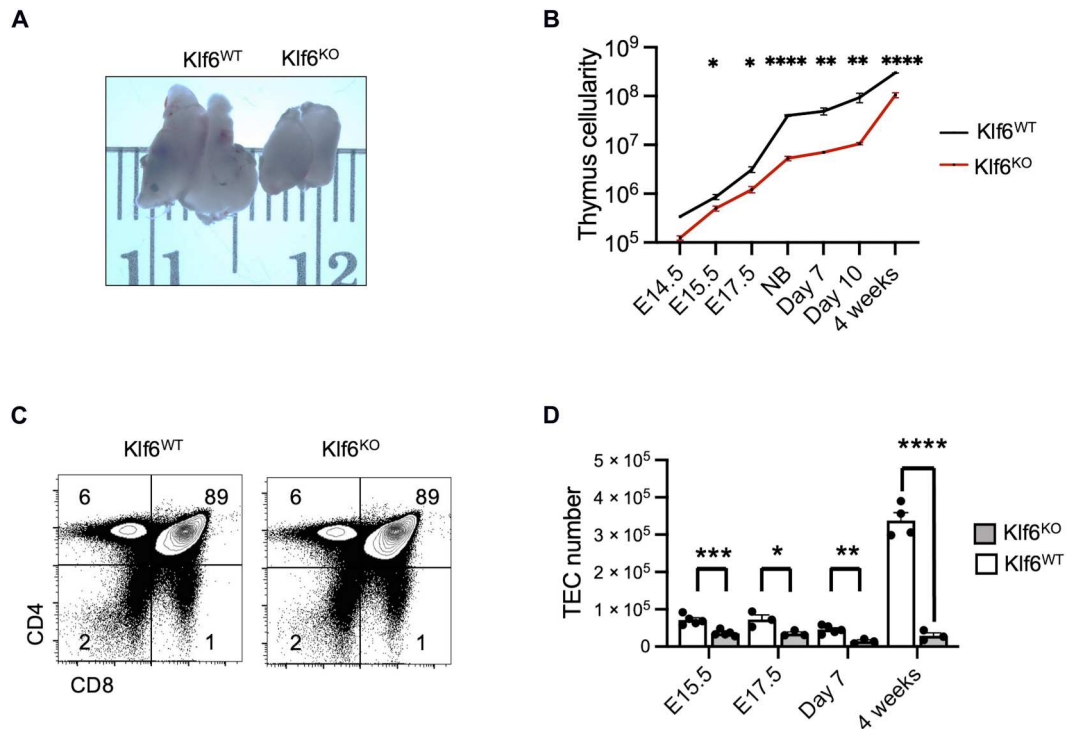 A
Klf6WT Klf6KO
11 12
B
Thymus cellularity
10⁹
10⁸
10⁷
10⁶
10⁵
* * **** ** ** ****
E14.5
E15.5
E17.5
NB
Day 7
Day 10
4 weeks
Klf6WT
Klf6KO
C
Klf6WT Klf6KO
6 89 6 89
2 1 2 1
CD4
CD8
D
TEC number
5 × 10⁵
4 × 10⁵
3 × 10⁵
2 × 10⁵
1 × 10⁵
0
*** * ** ****
E15.5
E17.5
Day 7
4 weeks
Klf6KO
Klf6WT